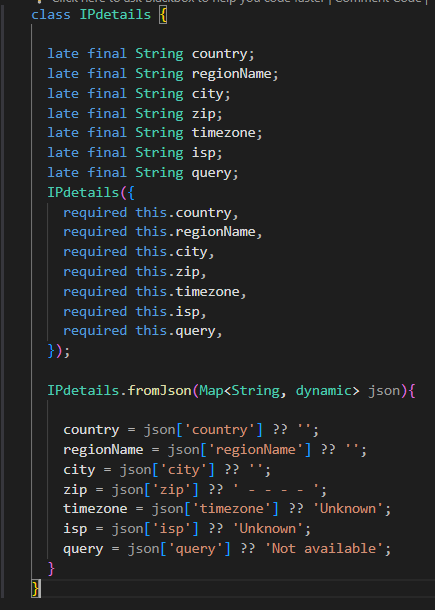 Click here to ask Blackbox to help you code faster | Comment Code |
class IPdetails {
late final String country;
late final String regionName;
late final String city;
late final String zip;
late final String timezone;
late final String isp;
late final String query;
IPdetails({
required this.country,
required this.regionName,
required this.city,
required this.zip,
required this.timezone,
required this.isp,
required this.query,
});
IPdetails.fromJson(Map<String, dynamic> json){
country = json['country'] ?? '';
regionName = json['regionName'] ?? '';
city = json['city'] ?? '';
zip = json['zip'] ?? ' - - - - ';
timezone = json['timezone'] ?? 'Unknown';
isp = json['isp'] ?? 'Unknown';
query = json['query'] ?? 'Not available';
}
}